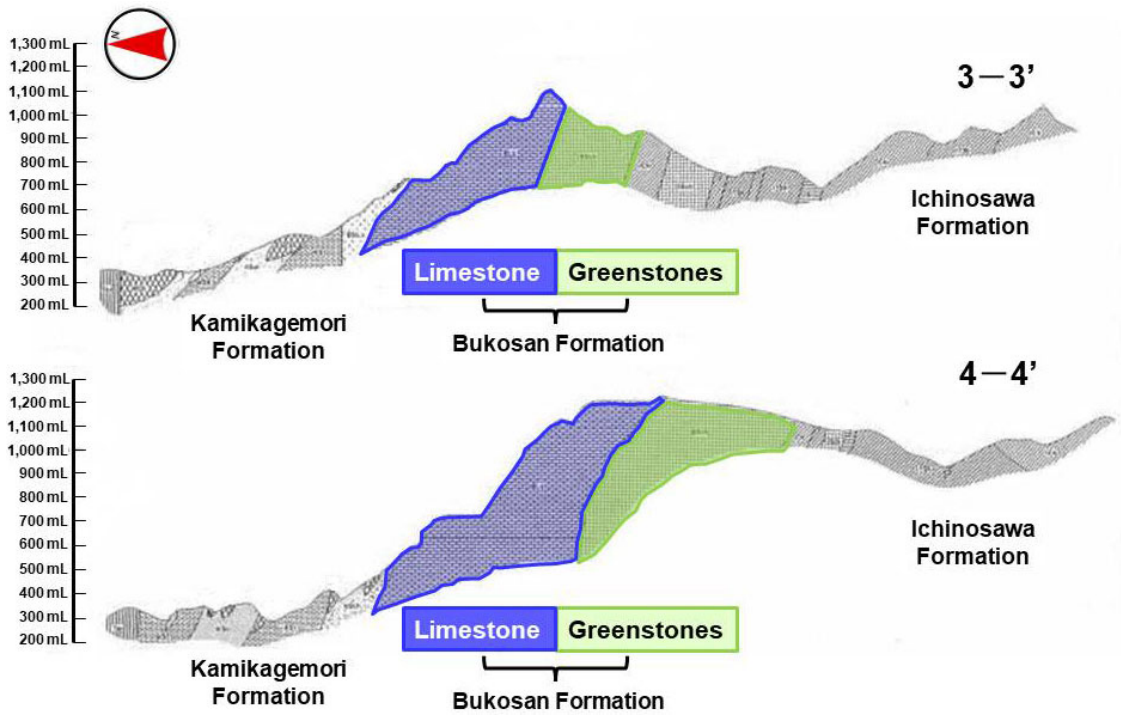 N
1,300 mL
1,200 mL
1,100 mL
1,000 mL
900 mL
800 mL
700 mL
600 mL
500 mL
400 mL
300 mL
200 mL
3－3’
Ichinosawa
Formation
Limestone
Greenstones
Kamikagemori
Formation
Bukosan Formation
1,300 mL
1,200 mL
1,100 mL
1,000 mL
900 mL
800 mL
700 mL
600 mL
500 mL
400 mL
300 mL
200 mL
4－4’
Ichinosawa
Formation
Limestone
Greenstones
Kamikagemori
Formation
Bukosan Formation